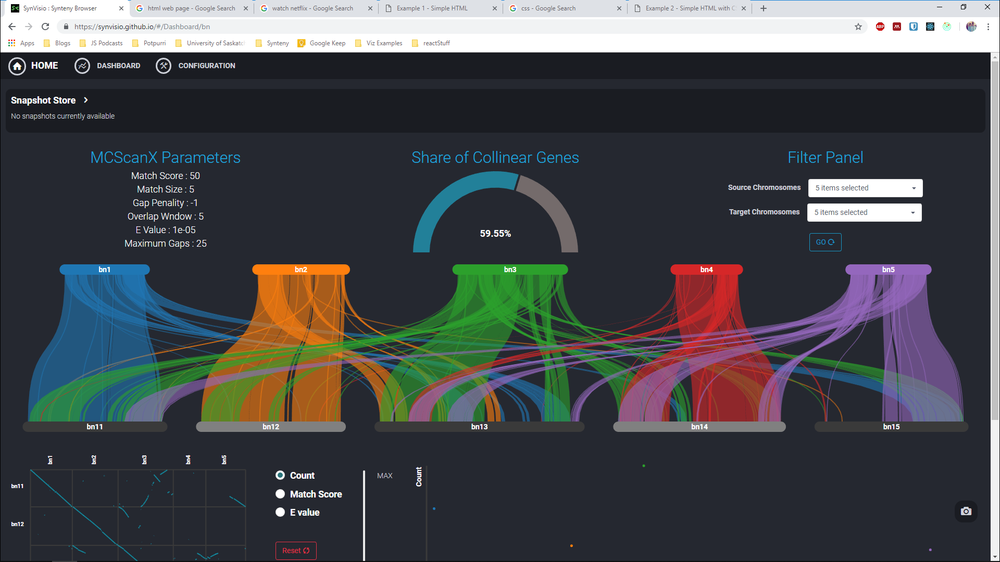 SynVisio : Synteny Browser
html web page - Google Search
watch netflix - Google Search
Example 1 - Simple HTML
css - Google Search
Example 2 - Simple HTML with C
https://synvisio.github.io/#/Dashboard/bn
ABP
Apps
Blogs
JS Podcasts
Potpurri
University of Saskatc
Synteny
Google Keep
Viz Examples
reactStuff
HOME
DASHBOARD
CONFIGURATION
Snapshot Store
No snapshots currently available
MCScanX Parameters
Match Score : 50
Match Size : 5
Gap Penality : -1
Overlap Wndow : 5
E Value : 1e-05
Maximum Gaps : 25
Share of Collinear Genes
59.55%
Filter Panel
Source Chromosomes
5 items selected
Target Chromosomes
5 items selected
GO
bn1
bn2
bn3
bn4
bn5
bn11
bn12
bn13
bn14
bn15
bn1
bn2
bn3
bn4
bn5
bn11
bn12
Count
Match Score
E value
Reset
MAX
Count